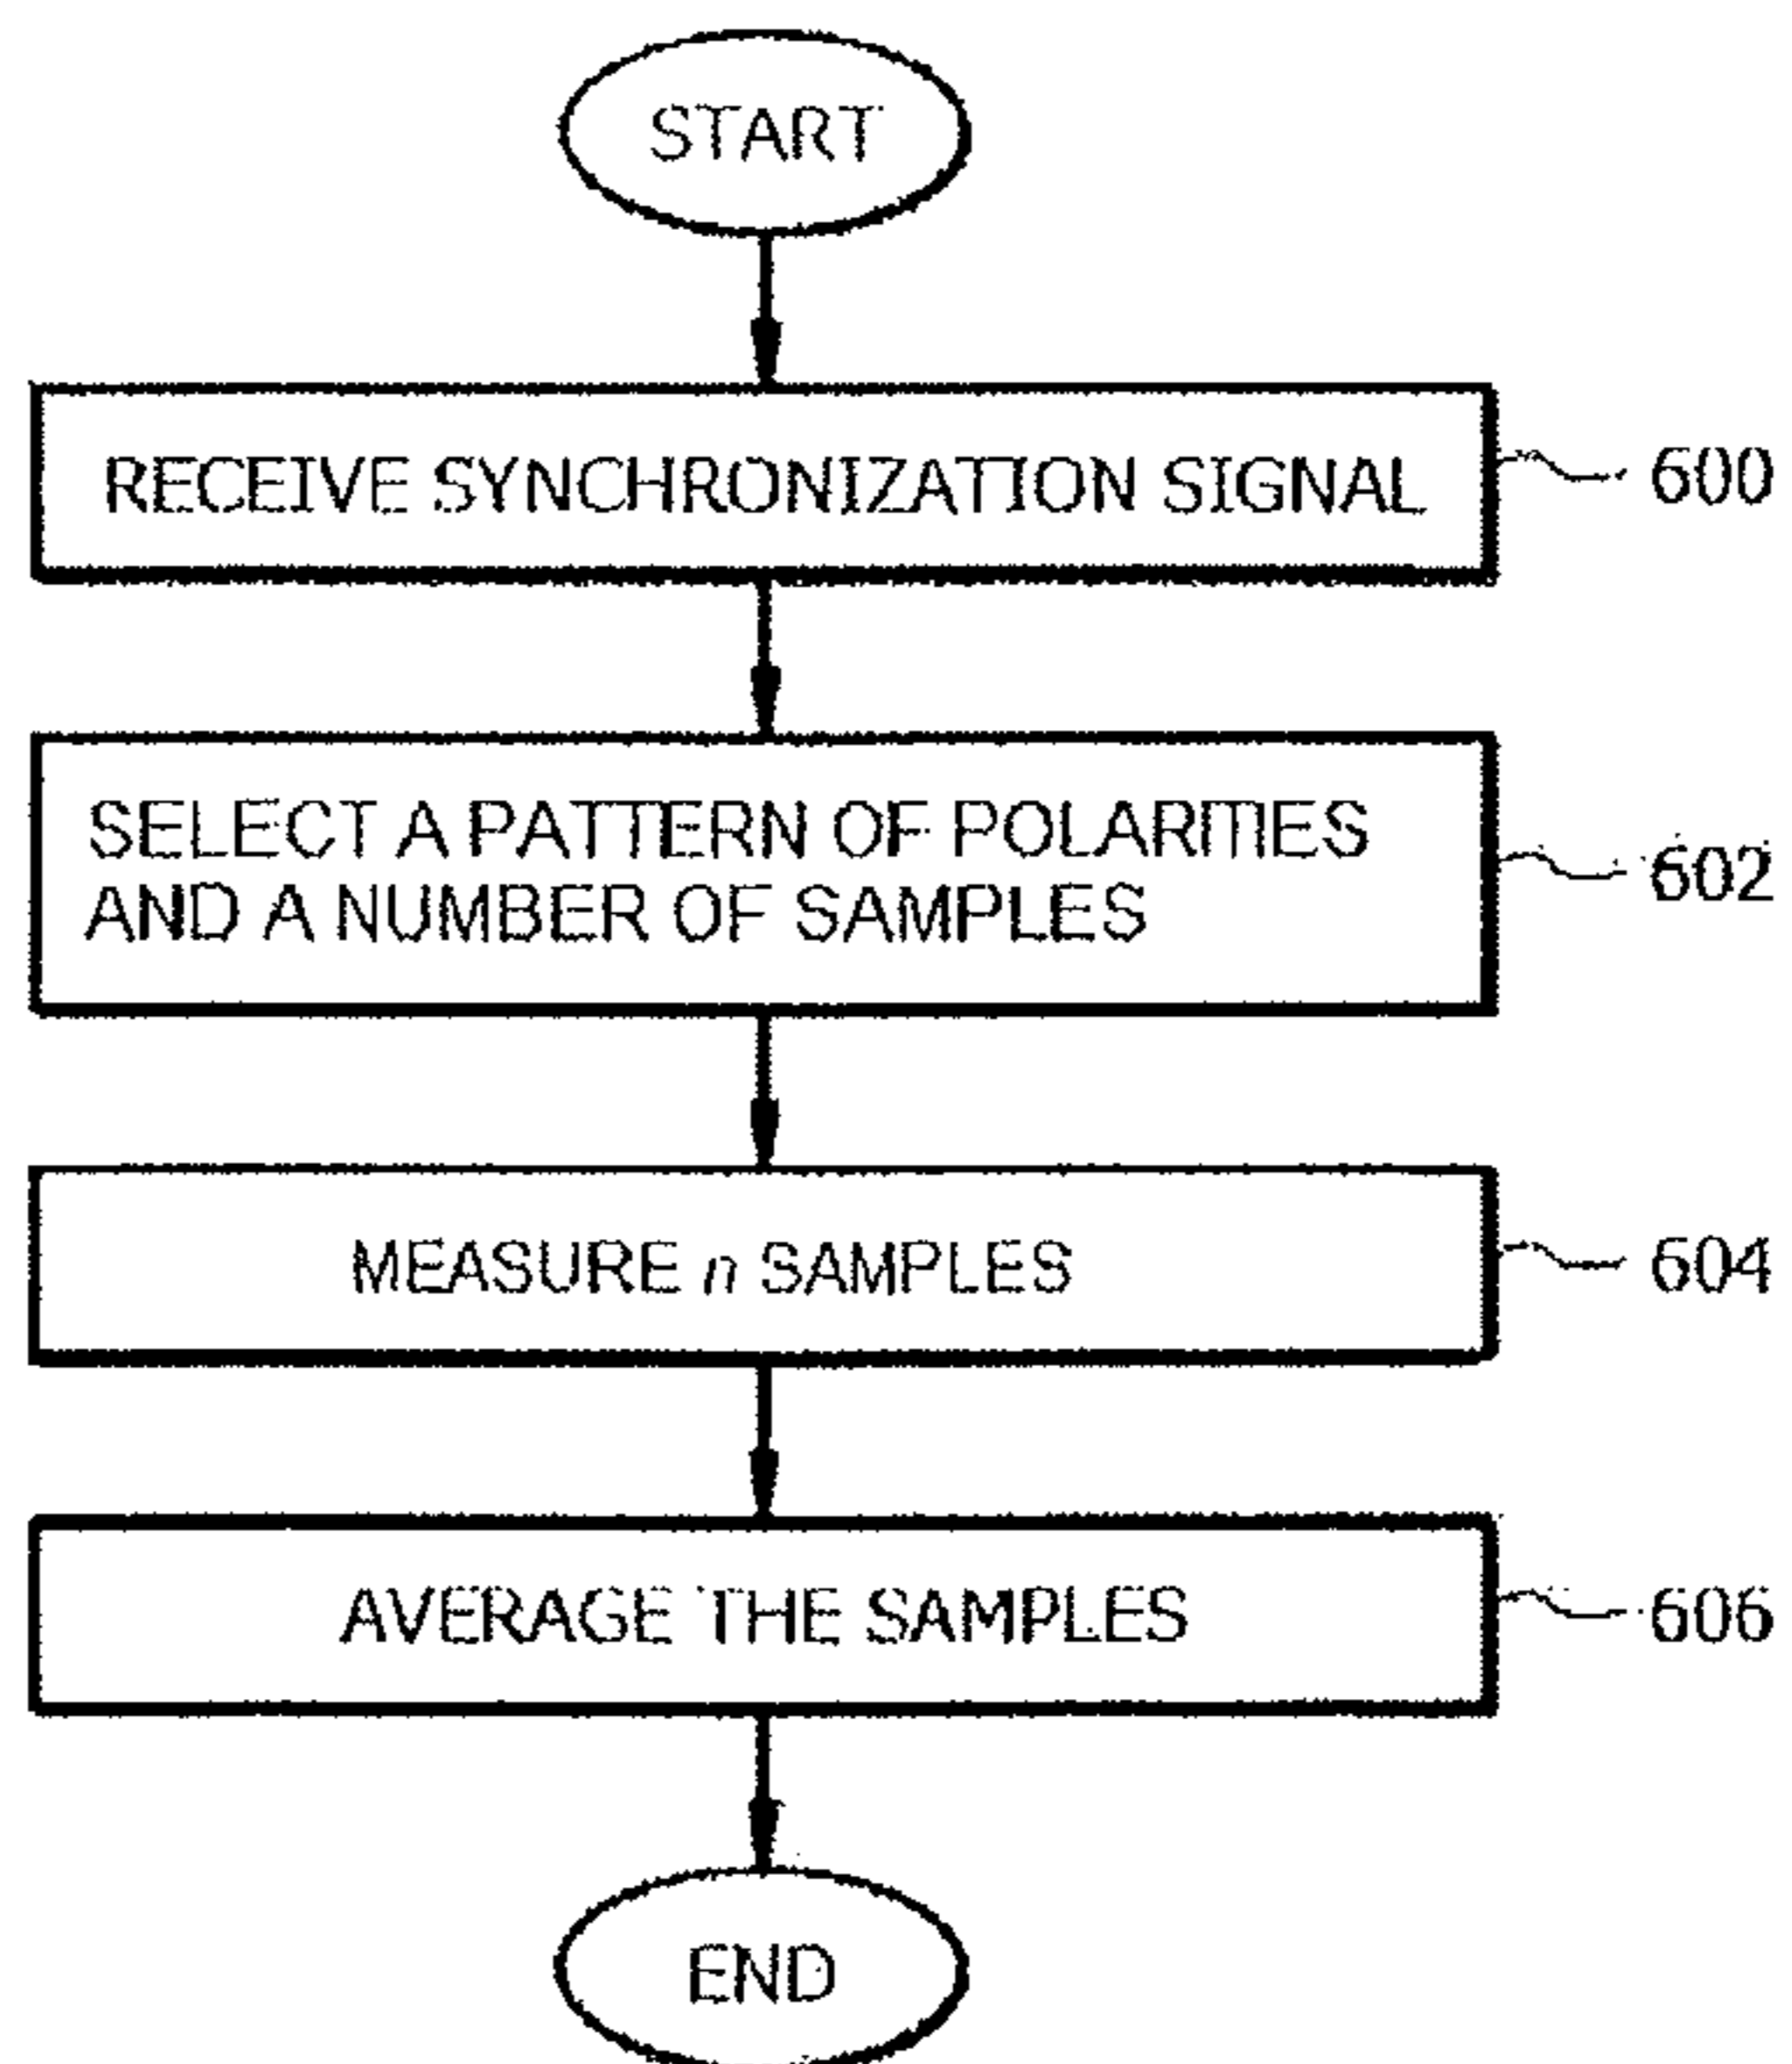 START
RECEIVE SYNCHRONIZATION SIGNAL
600
SELECT A PATTERN OF POLARITIES
AND A NUMBER OF SAMPLES
602
MEASURE n SAMPLES
604
AVERAGE THE SAMPLES
606
END